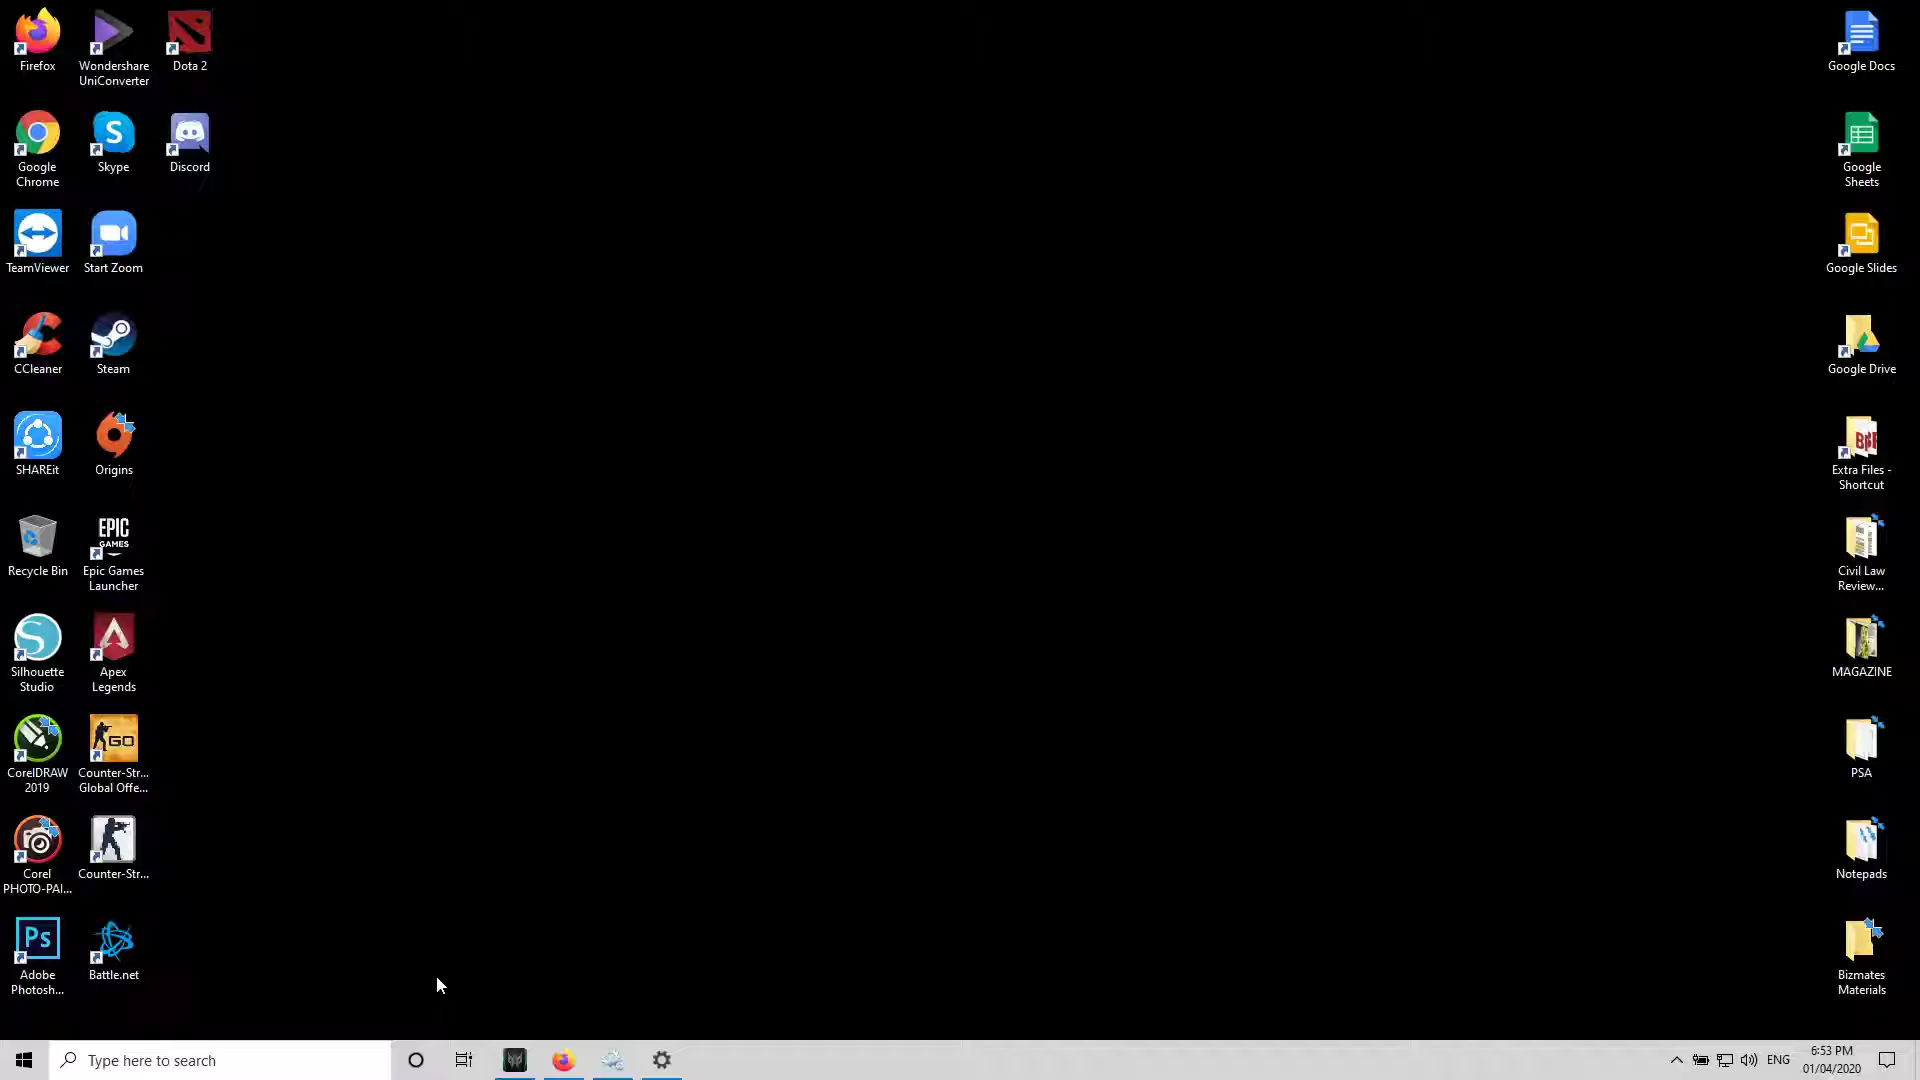 Firefox
Wondershare
UniConverter
Dota 2
Google
Chrome
Skype
Discord
TeamViewer
Start Zoom
CCleaner
Steam
SHAREit
Origins
Recycle Bin
EPIC
GAMES
Epic Games
Launcher
Silhouette
Studio
Apex
Legends
CorelDRAW
2019
GO
Counter-Str...
Global Offe...
Corel
PHOTO-PAI...
Counter-Str...
Ps
Adobe
Photosh...
Battle.net
Google Docs
Google
Sheets
Google Slides
Google Drive
Extra Files -
Shortcut
Civil Law
Review...
MAGAZINE
PSA
Notepads
Bizmates
Materials
Type here to search
ENG
6:53 PM
01/04/2020